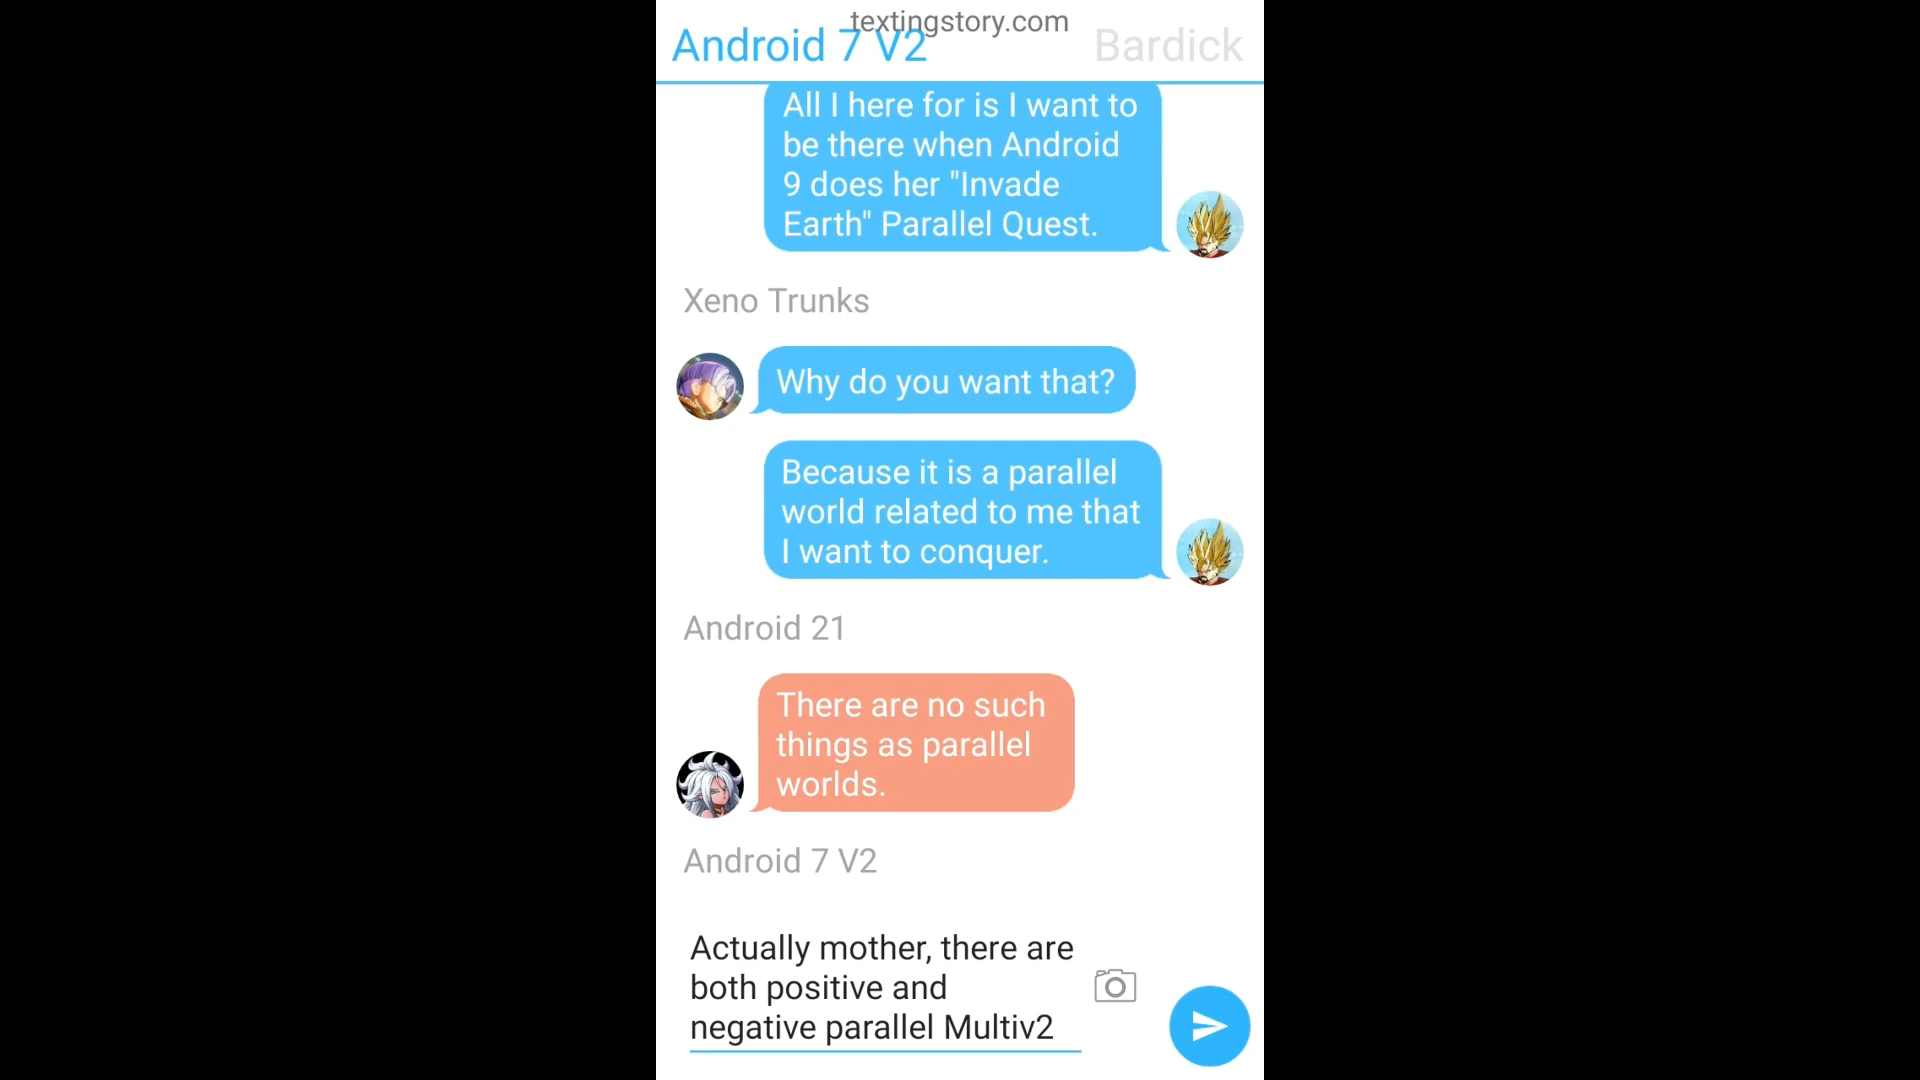 textingstory.com
Android 7 V2
Bardick
All I here for is I want to
be there when Android
9 does her "Invade
Earth" Parallel Quest.
Xeno Trunks
Why do you want that?
Because it is a parallel
world related to me that
I want to conquer.
Android 21
There are no such
things as parallel
worlds.
Android 7 V2
Actually mother, there are
both positive and
negative parallel Multiv2